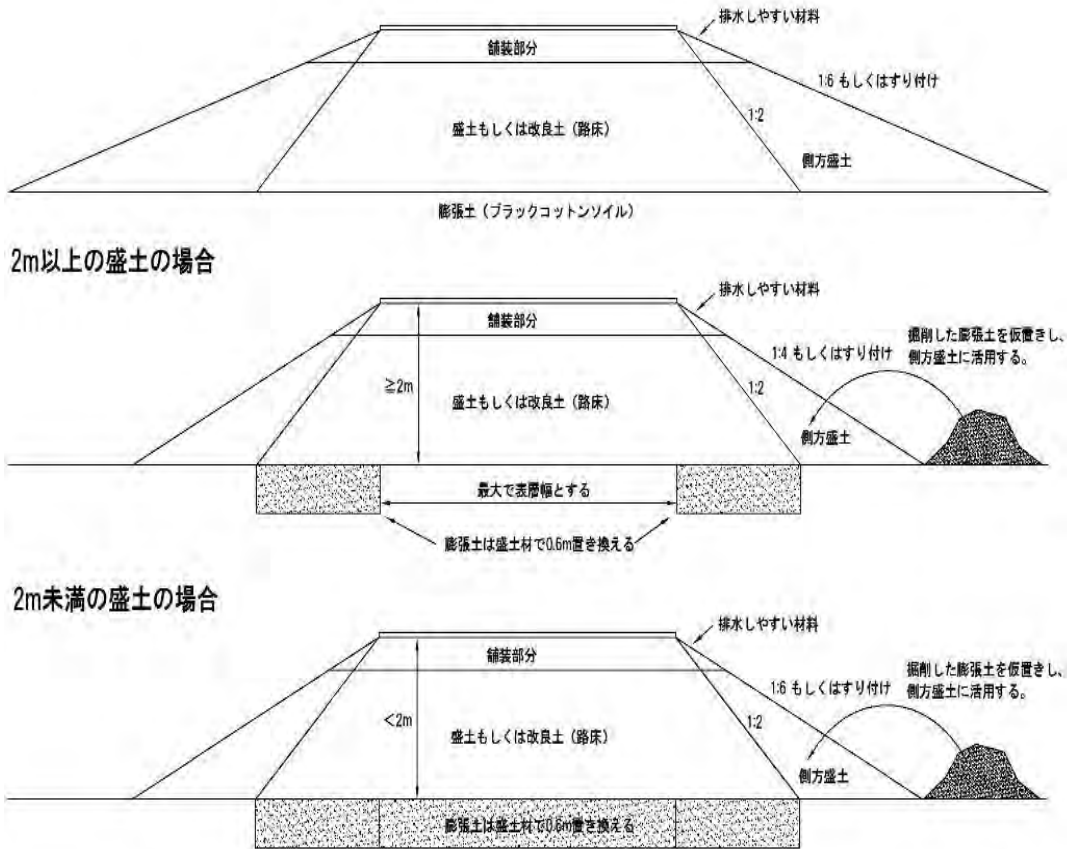 排水しやすい材料
舗装部分
1:6 もしくはすり付け
1:2
盛土もしくは改良土（路床）
側方盛土
膨張土（ブラックコットンソイル）
2m以上の盛土の場合
排水しやすい材料
舗装部分
掘削した膨張土を仮置きし、
側方盛土に活用する。
1:4 もしくはすり付け
≧2m
1:2
盛土もしくは改良土（路床）
側方盛土
最大で表層幅とする
膨張土は盛土材で0.6m置き換える
2m未満の盛土の場合
排水しやすい材料
舗装部分
掘削した膨張土を仮置きし、
側方盛土に活用する。
1:6 もしくはすり付け
＜2m
1:2
盛土もしくは改良土（路床）
側方盛土
膨張土は盛土材で0.6m置き換える